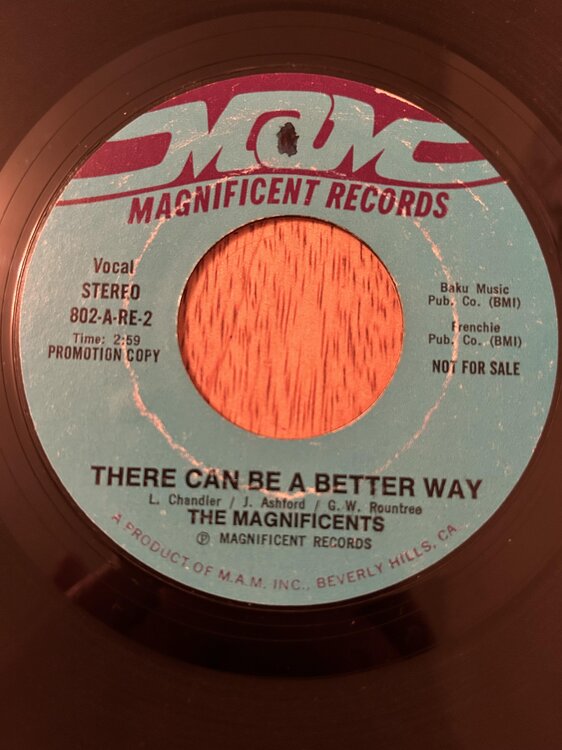 MAM
MAGNIFICENT RECORDS
Vocal
STEREO
802-A-RE-2
Time: 2:59
PROMOTION COPY
Baku Music
Pub. Co. (BMI)
Frenchie
Pub. Co. (BMI)
NOT FOR SALE
THERE CAN BE A BETTER WAY
L. Chandler / J. Ashford / G. W. Rountree
THE MAGNIFICENTS
℗ MAGNIFICENT RECORDS
A PRODUCT OF M.A.M. INC., BEVERLY HILLS, CA